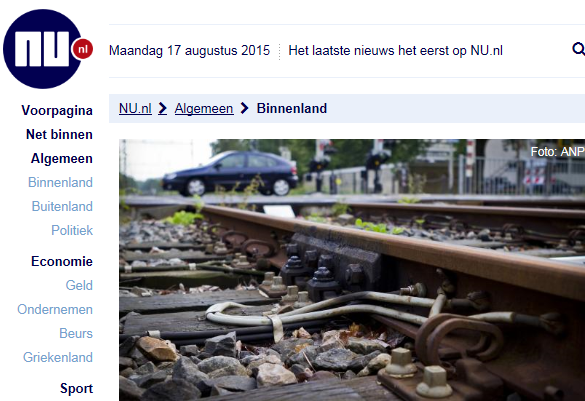 nu
nl
Maandag 17 augustus 2015
Het laatste nieuws het eerst op NU.nl
NU.nl
Algemeen
Binnenland
Foto: ANP
Voorpagina
Net binnen
Algemeen
Binnenland
Buitenland
Politiek
Economie
Geld
Ondernemen
Beurs
Griekenland
Sport